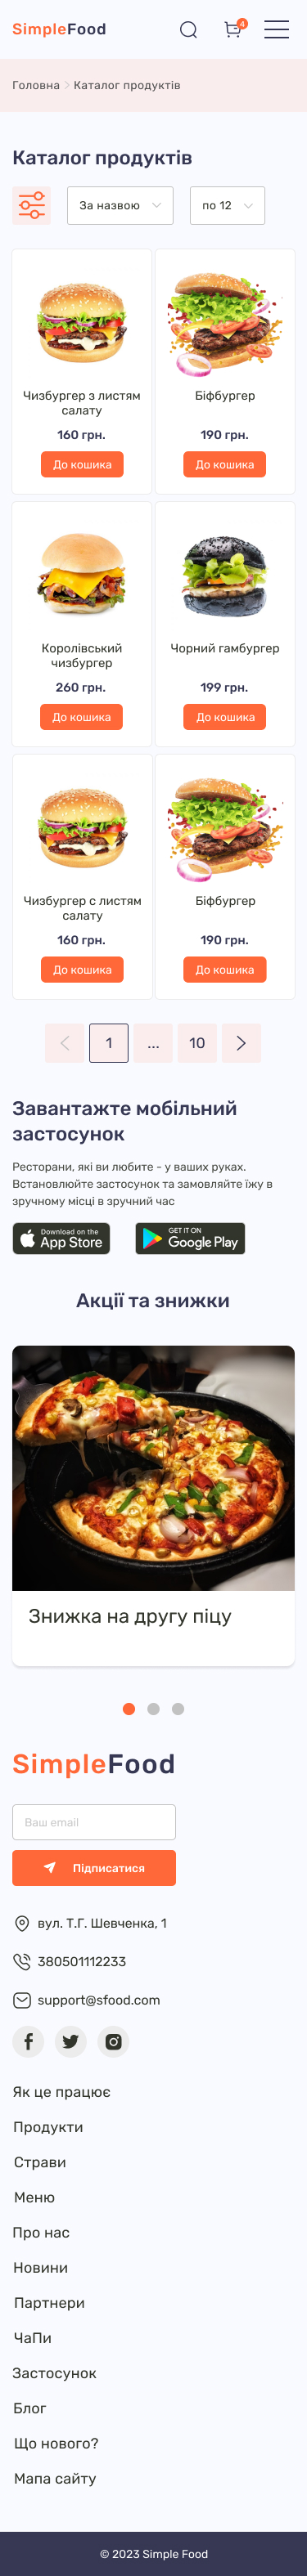 SimpleFood
4
Головна > Каталог продуктів
Каталог продуктів
За назвою
по 12
Чизбургер з листям
салату
160 грн.
До кошика
Біфбургер
190 грн.
До кошика
Королівський
чизбургер
260 грн.
До кошика
Чорний гамбургер
199 грн.
До кошика
Чизбургер с листям
салату
160 грн.
До кошика
Біфбургер
190 грн.
До кошика
1 ... 10
Завантажте мобільний
застосунок
Ресторани, які ви любите - у ваших руках.
Встановлюйте застосунок та замовляйте їжу в
зручному місці в зручний час
Download on the
App Store
GET IT ON
Google Play
Акції та знижки
Знижка на другу піцу
SimpleFood
Ваш email
Підписатися
вул. Т.Г. Шевченка, 1
380501112233
support@sfood.com
Як це працює
Продукти
Страви
Меню
Про нас
Новини
Партнери
ЧаПи
Застосунок
Блог
Що нового?
Мапа сайту
© 2023 Simple Food